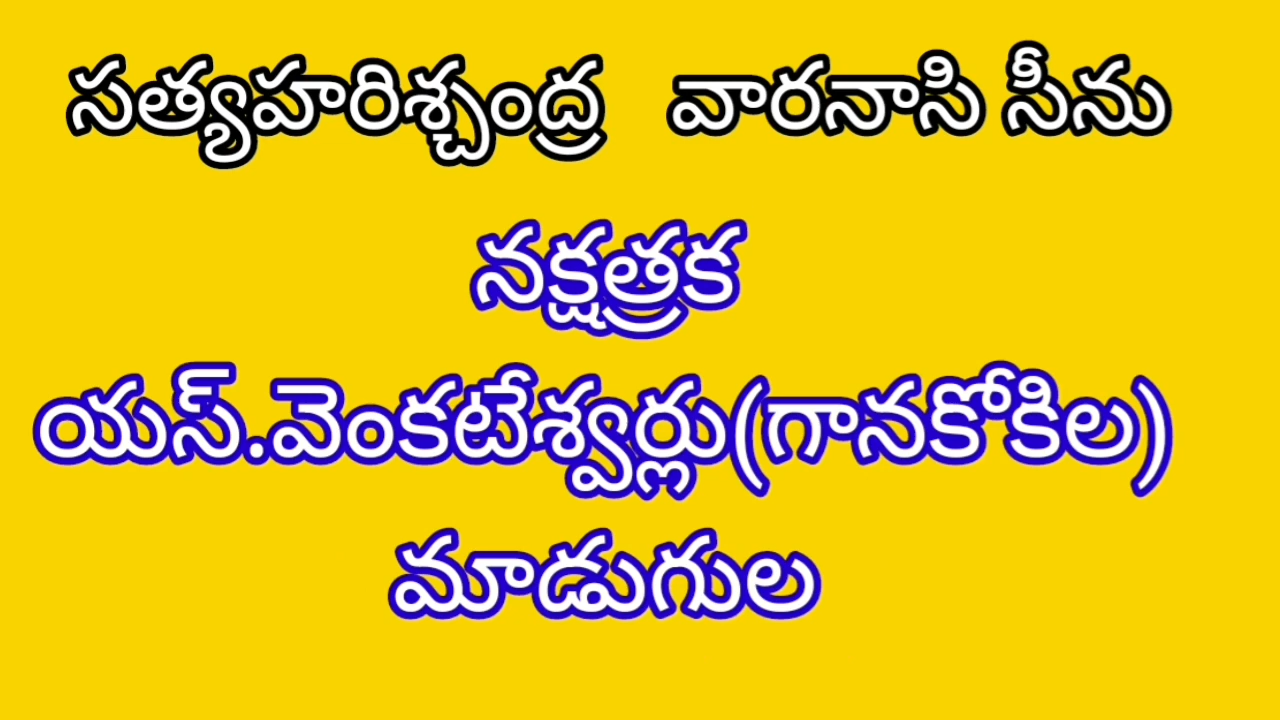 సత్యహరిశ్చంద్ర వారనాసి సీను
నక్షత్రక
యస్.వెంకటేశ్వర్లు(గానకోకిల)
మాడుగుల